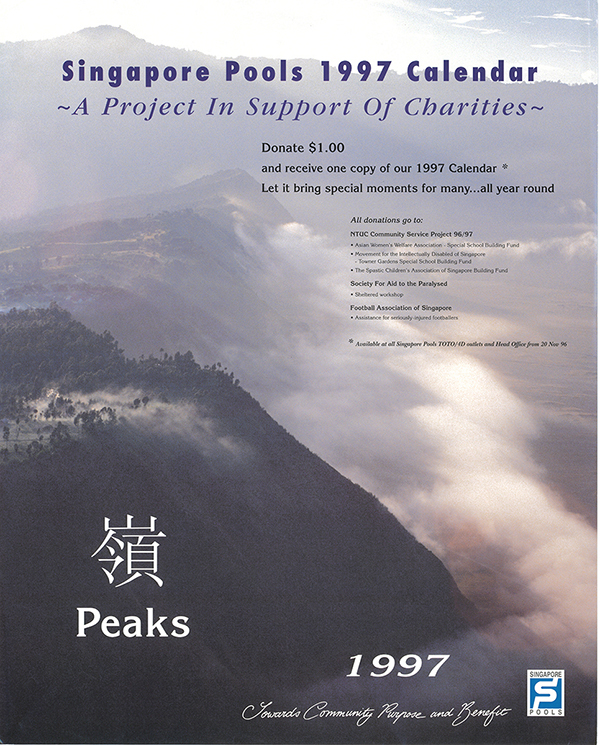 Singapore Pools 1997 Calendar
~A Project In Support Of Charities~
Donate $1.00
and receive one copy of our 1997 Calendar *
Let it bring special moments for many...all year round
All donations go to:
NTUC Community Service Project 96/97
• Asian Women's Welfare Association - Special School Building Fund
• Movement for the Intellectually Disabled of Singapore
- Towner Gardens Special School Building Fund
• The Spastic Children's Association of Singapore Building Fund
Society For Aid to the Paralysed
• Sheltered workshop
Football Association of Singapore
• Assistance for seriously-injured footballers
* Available at all Singapore Pools TOTO/4D outlets and Head Office from 20 Nov 96
嶺
Peaks
1997
Towards Community Purpose and Benefit
SINGAPORE
POOLS